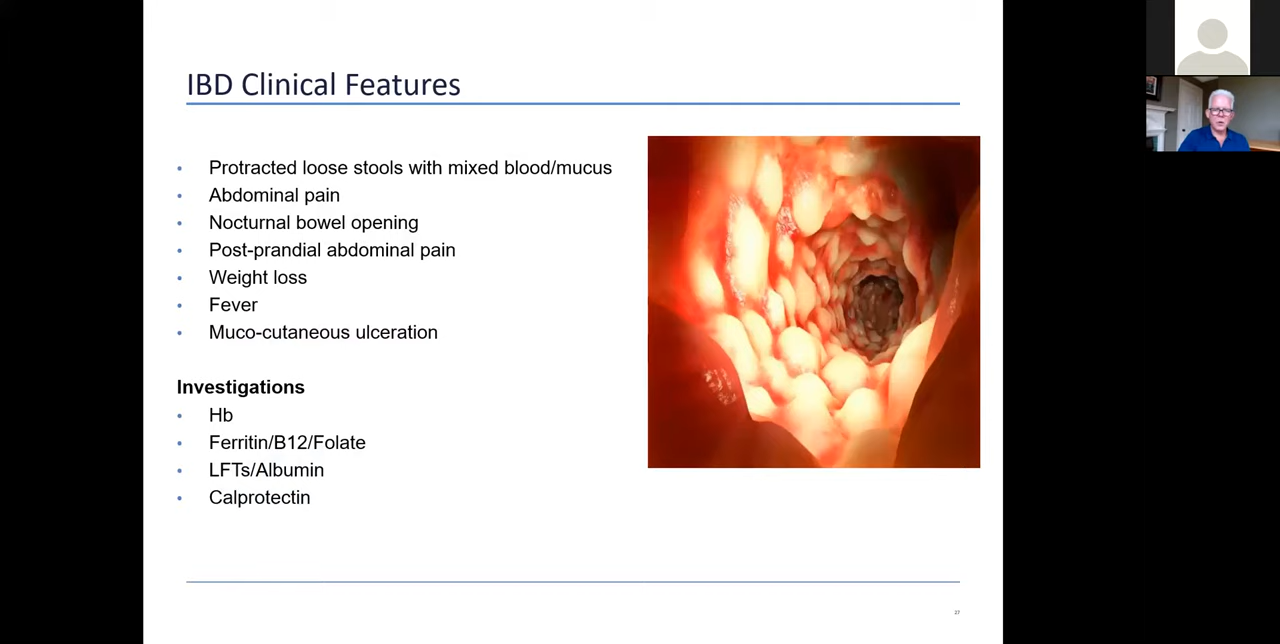 IBD Clinical Features
• Protracted loose stools with mixed blood/mucus
• Abdominal pain
• Nocturnal bowel opening
• Post-prandial abdominal pain
• Weight loss
• Fever
• Muco-cutaneous ulceration
Investigations
• Hb
• Ferritin/B12/Folate
• LFTs/Albumin
• Calprotectin
27